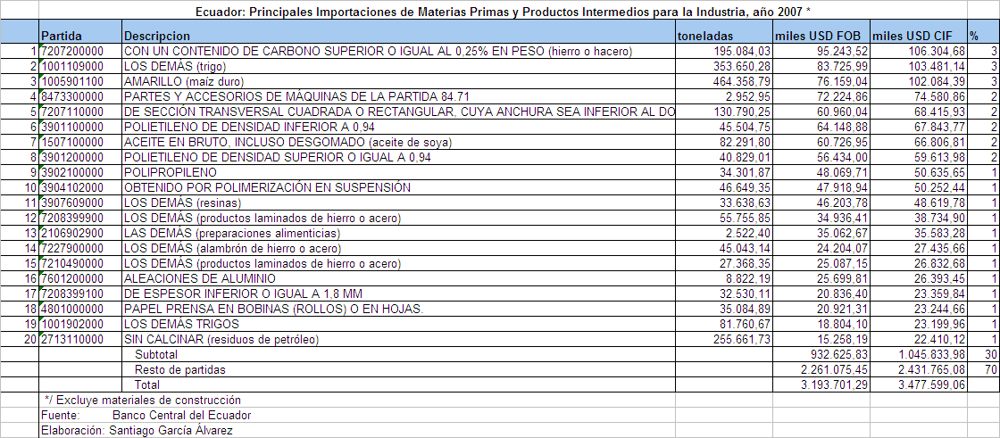 Ecuador: Principales Importaciones de Materias Primas y Productos Intermedios para la Industria, año 2007 *
Partida Descripcion toneladas miles USD FOB miles USD CIF %
1 7207200000 CON UN CONTENIDO DE CARBONO SUPERIOR O IGUAL AL 0,25% EN PESO (hierro o hacero) 195.084,03 95.243,52 106.304,68 3
2 1001109000 LOS DEMÁS (trigo) 353.650,28 83.725,99 103.481,14 3
3 1005901100 AMARILLO (maíz duro) 464.358,79 76.159,04 102.084,39 3
4 8473300000 PARTES Y ACCESORIOS DE MÁQUINAS DE LA PARTIDA 84.71 2.952,95 72.224,86 74.580,86 2
5 7207110000 DE SECCIÓN TRANSVERSAL CUADRADA O RECTANGULAR, CUYA ANCHURA SEA INFERIOR AL DO 130.790,25 60.960,04 68.415,93 2
6 3901100000 POLIETILENO DE DENSIDAD INFERIOR A 0,94 45.504,75 64.148,88 67.843,77 2
7 1507100000 ACEITE EN BRUTO, INCLUSO DESGOMADO (aceite de soya) 82.291,80 60.726,95 66.806,81 2
8 3901200000 POLIETILENO DE DENSIDAD SUPERIOR O IGUAL A 0,94 40.829,01 56.434,00 59.613,98 2
9 3902100000 POLIPROPILENO 34.301,87 48.069,71 50.635,65 1
10 3904102000 OBTENIDO POR POLIMERIZACIÓN EN SUSPENSIÓN 46.649,35 47.918,94 50.252,44 1
11 3907609000 LOS DEMÁS (resinas) 33.638,63 46.203,78 48.619,78 1
12 7208399900 LOS DEMÁS (productos laminados de hierro o acero) 55.755,85 34.936,41 38.734,90 1
13 2106902900 LAS DEMÁS (preparaciones alimenticias) 2.522,40 35.062,67 35.583,28 1
14 7227900000 LOS DEMÁS (alambrón de hierro o acero) 45.043,14 24.204,07 27.435,66 1
15 7210490000 LOS DEMÁS (productos laminados de hierro o acero) 27.368,35 25.087,15 26.832,68 1
16 7601200000 ALEACIONES DE ALUMINIO 8.822,19 25.699,81 26.393,45 1
17 7208399100 DE ESPESOR INFERIOR O IGUAL A 1,8 MM 32.530,11 20.836,40 23.359,84 1
18 4801000000 PAPEL PRENSA EN BOBINAS (ROLLOS) O EN HOJAS. 35.084,89 20.921,31 23.244,66 1
19 1001902000 LOS DEMÁS TRIGOS 81.760,67 18.804,10 23.199,96 1
20 2713110000 SIN CALCINAR (residuos de petróleo) 255.661,73 15.258,19 22.410,12 1
Subtotal 932.625,83 1.045.833,98 30
Resto de partidas 2.261.075,45 2.431.765,08 70
Total 3.193.701,29 3.477.599,06
*/ Excluye materiales de construcción
Fuente: Banco Central del Ecuador
Elaboración: Santiago García Álvarez